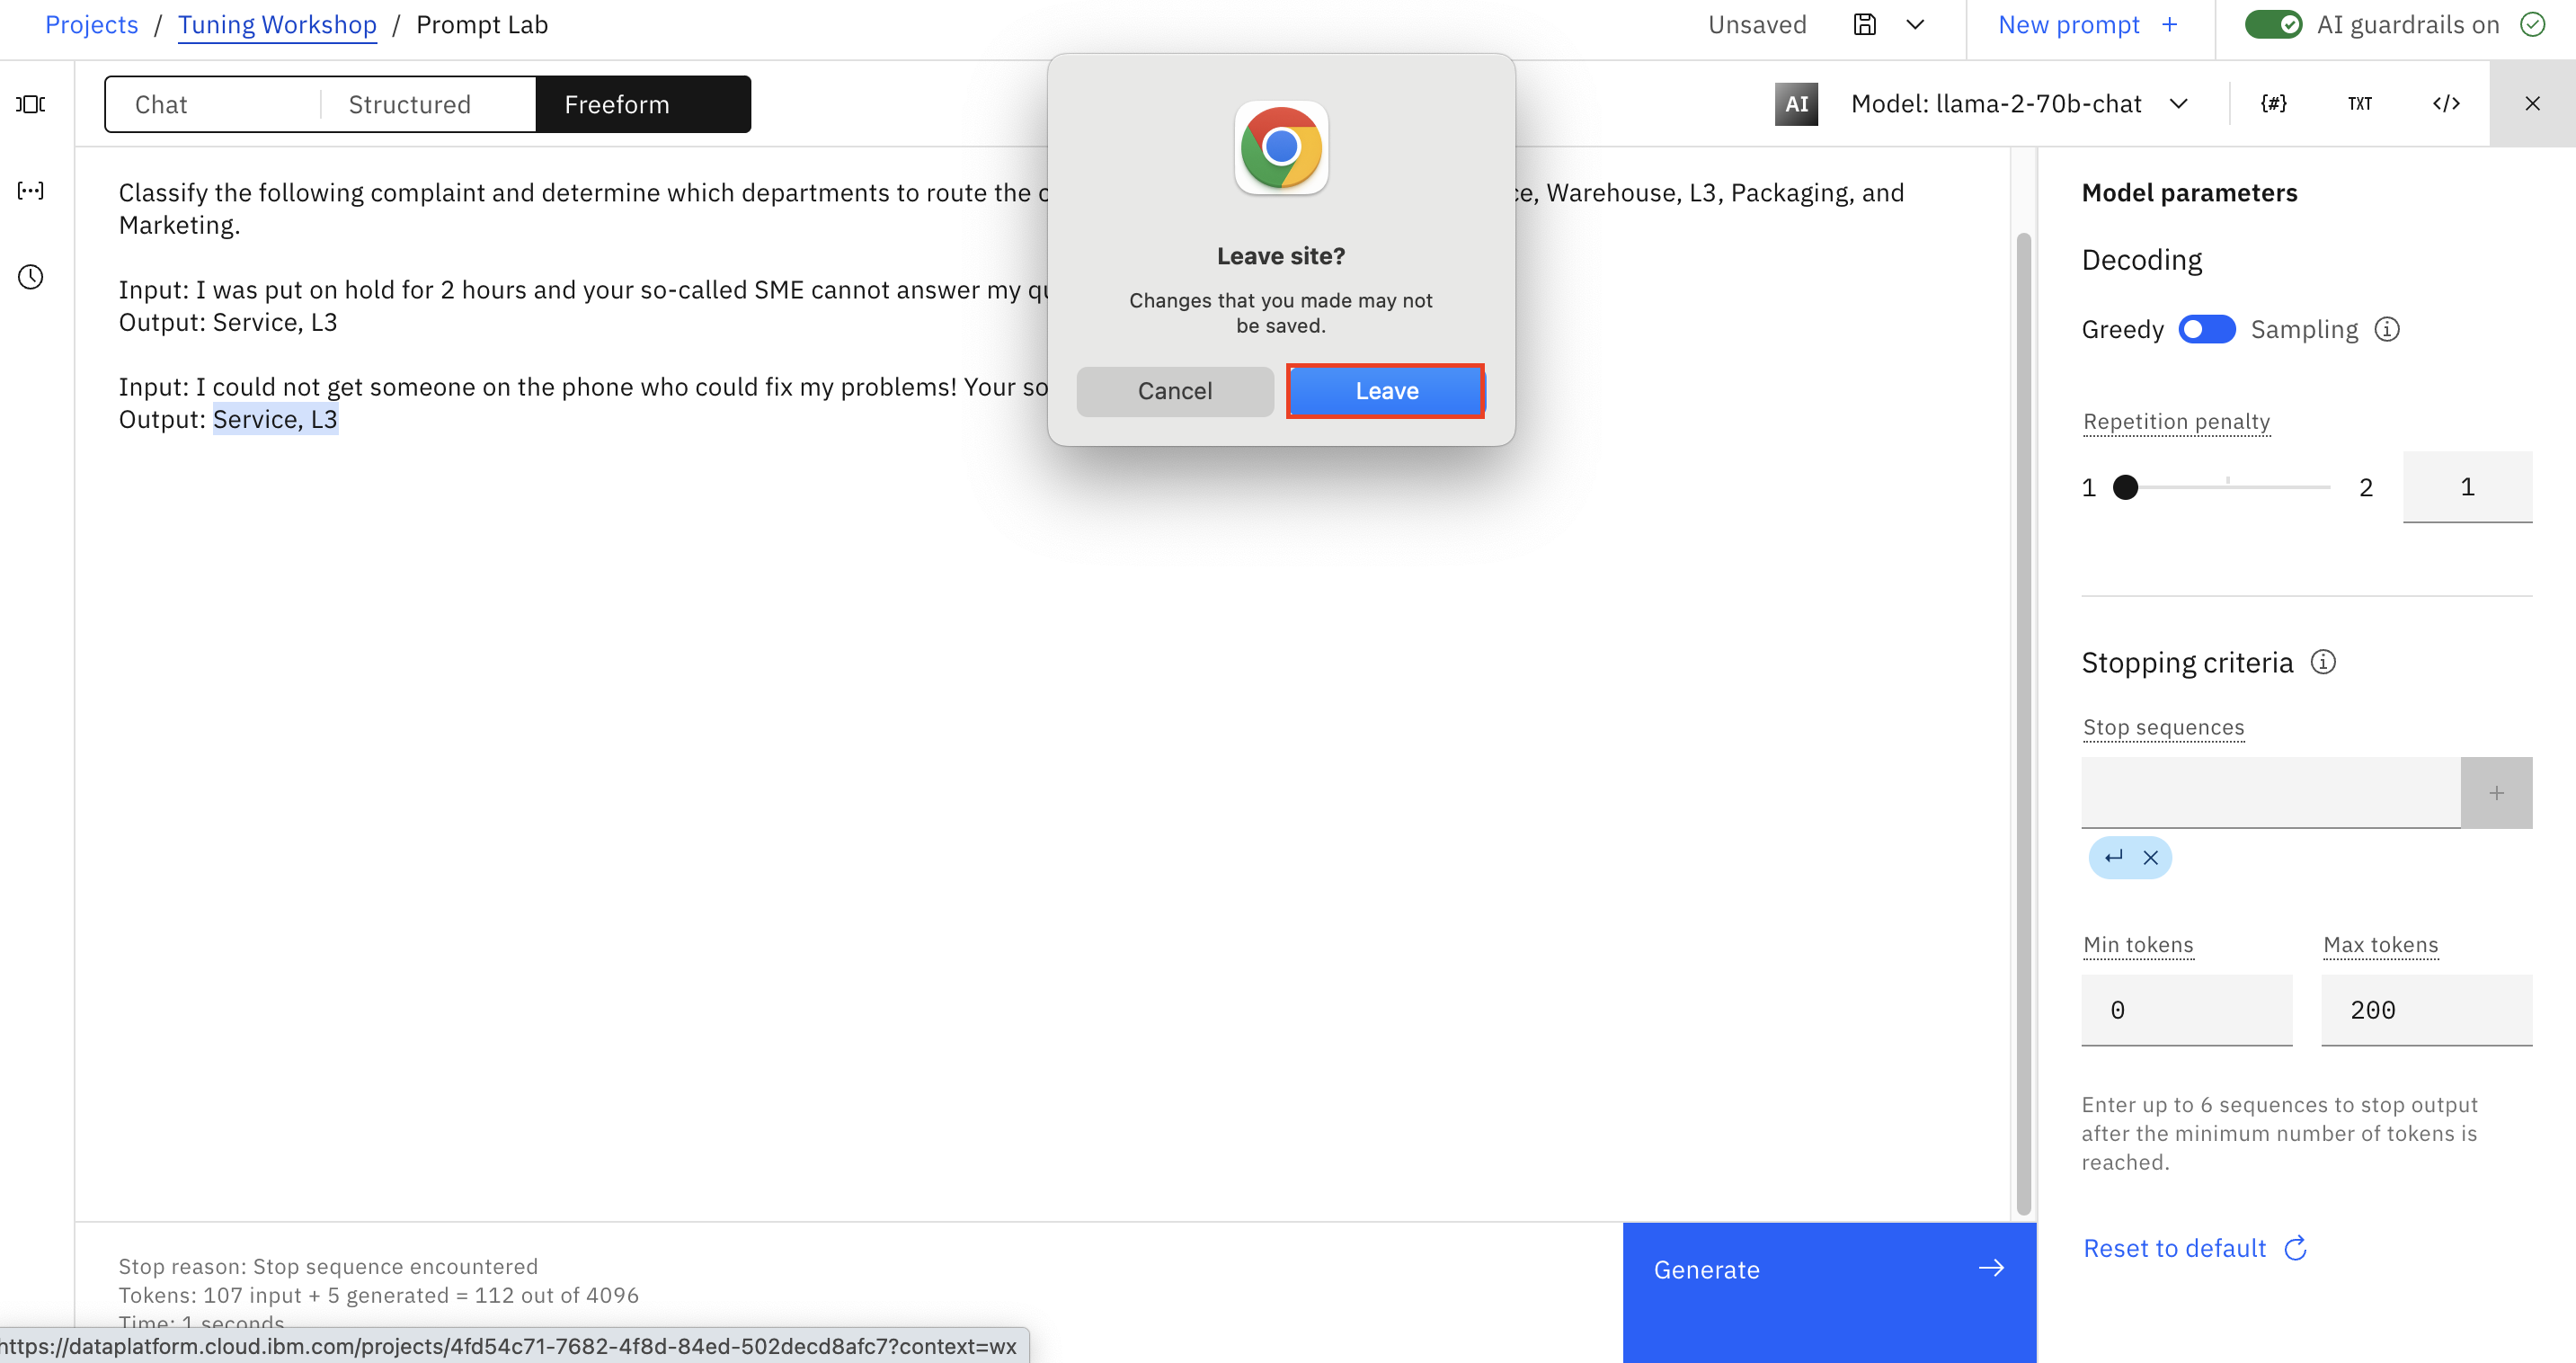 Projects / Tuning Workshop / Prompt Lab
Unsaved
New prompt +
AI guardrails on
Chat
Structured
Freeform
AI
Model: llama-2-70b-chat
{#}
TXT
</>
Classify the following complaint and determine which departments to route the
Warehouse, L3, Packaging, and
Marketing.
Input: I was put on hold for 2 hours and your so-called SME cannot answer my
Output: Service, L3
Input: I could not get someone on the phone who could fix my problems! Your so
Output: Service, L3
Leave site?
Changes that you made may not
be saved.
Cancel
Leave
Model parameters
Decoding
Greedy
Sampling
Repetition penalty
1
2
1
Stopping criteria
Stop sequences
+
Min tokens
Max tokens
0
200
Enter up to 6 sequences to stop output
after the minimum number of tokens is
reached.
Reset to default
Stop reason: Stop sequence encountered
Tokens: 107 input + 5 generated = 112 out of 4096
Time: 1 seconds
Generate
https://dataplatform.cloud.ibm.com/projects/4fd54c71-7682-4f8d-84ed-502decd8afc7?context=wx